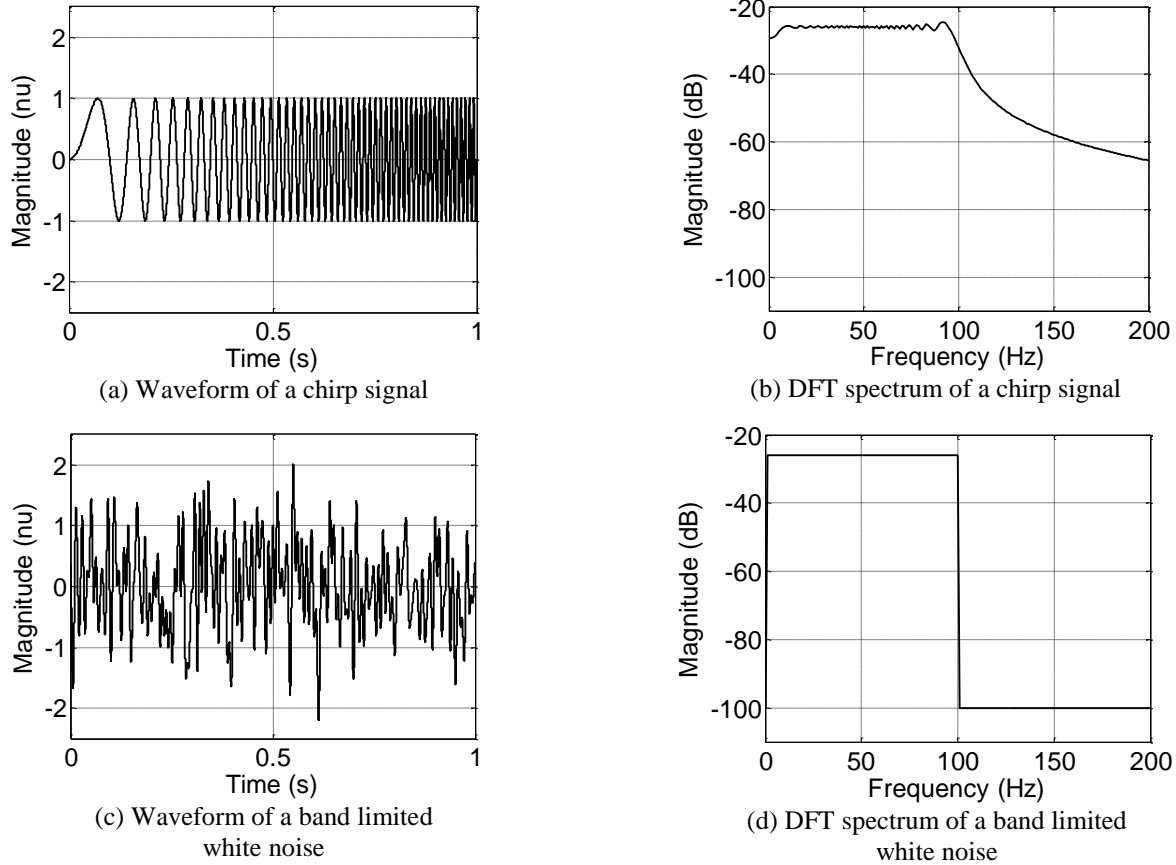 2
1
0
-1
-2
Magnitude (nu)
0
0.5
1
Time (s)
(a) Waveform of a chirp signal
-20
-40
-60
-80
-100
Magnitude (dB)
0
50
100
150
200
Frequency (Hz)
(b) DFT spectrum of a chirp signal
2
1
0
-1
-2
Magnitude (nu)
0
0.5
1
Time (s)
(c) Waveform of a band limited
white noise
-20
-40
-60
-80
-100
Magnitude (dB)
0
50
100
150
200
Frequency (Hz)
(d) DFT spectrum of a band limited
white noise